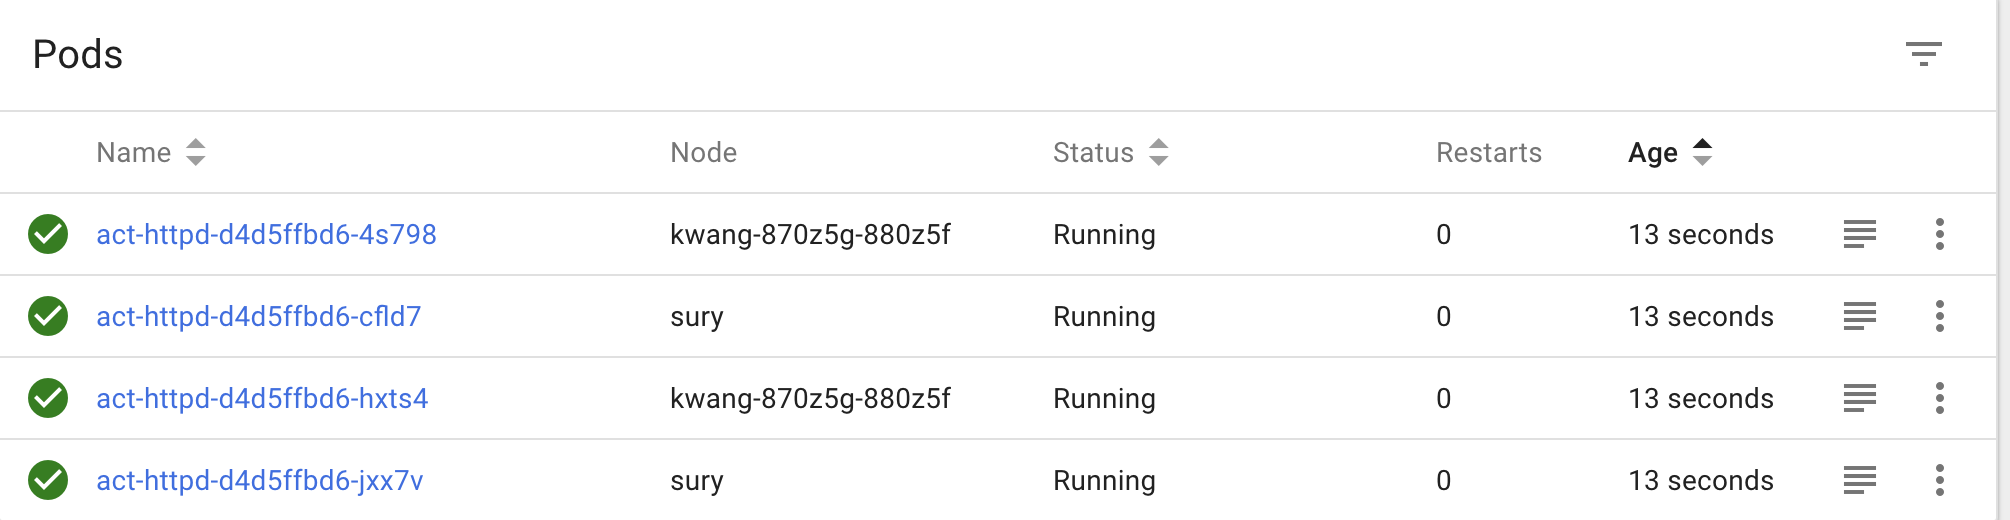 Pods
Name Node Status Restarts Age
act-httpd-d4d5ffbd6-4s798 kwang-870z5g-880z5f Running 0 13 seconds
act-httpd-d4d5ffbd6-cfld7 sury Running 0 13 seconds
act-httpd-d4d5ffbd6-hxts4 kwang-870z5g-880z5f Running 0 13 seconds
act-httpd-d4d5ffbd6-jxx7v sury Running 0 13 seconds